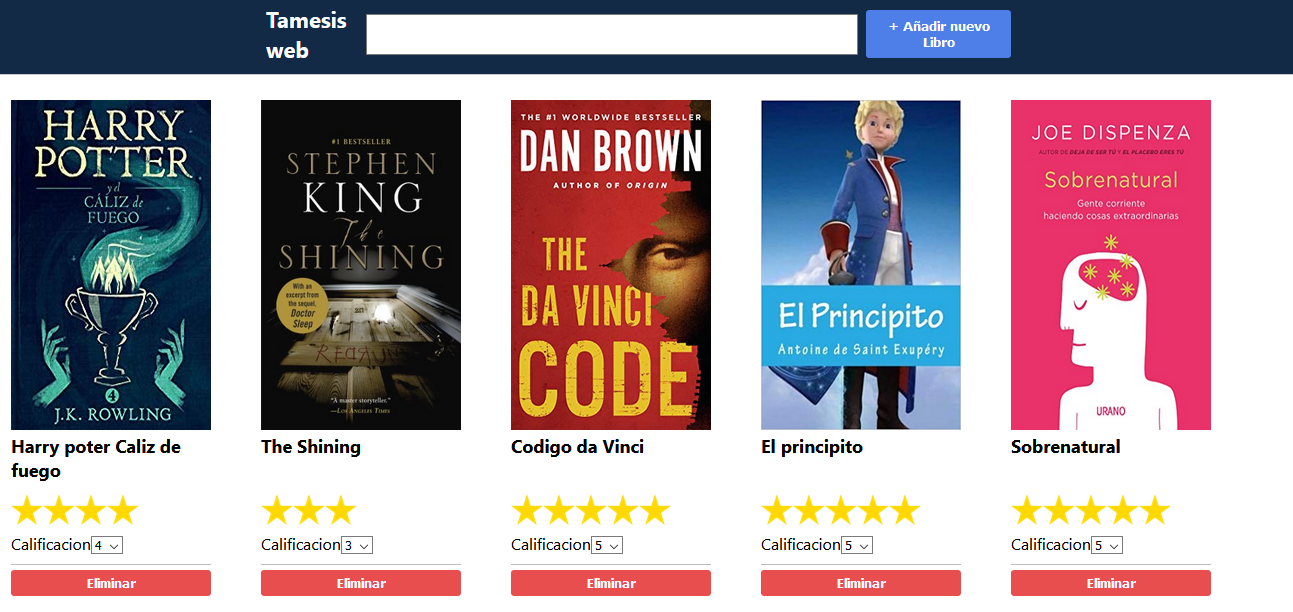 Tamesis
web
+ Añadir nuevo
Libro
HARRY
POTTER
y el
CÁLIZ de
FUEGO
4
J.K. ROWLING
#1 BESTSELLER
STEPHEN
KING
The
SHINING
With an
excerpt from
the sequel,
Doctor
Sleep
REDRUM
"A master storyteller."
—LOS ANGELES TIMES
THE #1 WORLDWIDE BESTSELLER
DAN BROWN
AUTHOR OF ORIGIN
THE
DA VINCI
CODE
El Principito
Antoine de Saint Exupéry
JOE DISPENZA
AUTOR DE DEJA DE SER TÚ Y EL PLACEBO ERES TÚ
Sobrenatural
Gente corriente
haciendo cosas extraordinarias
URANO
Harry poter Caliz de
fuego
The Shining
Codigo da Vinci
El principito
Sobrenatural
Calificacion 4
Calificacion 3
Calificacion 5
Calificacion 5
Calificacion 5
Eliminar
Eliminar
Eliminar
Eliminar
Eliminar